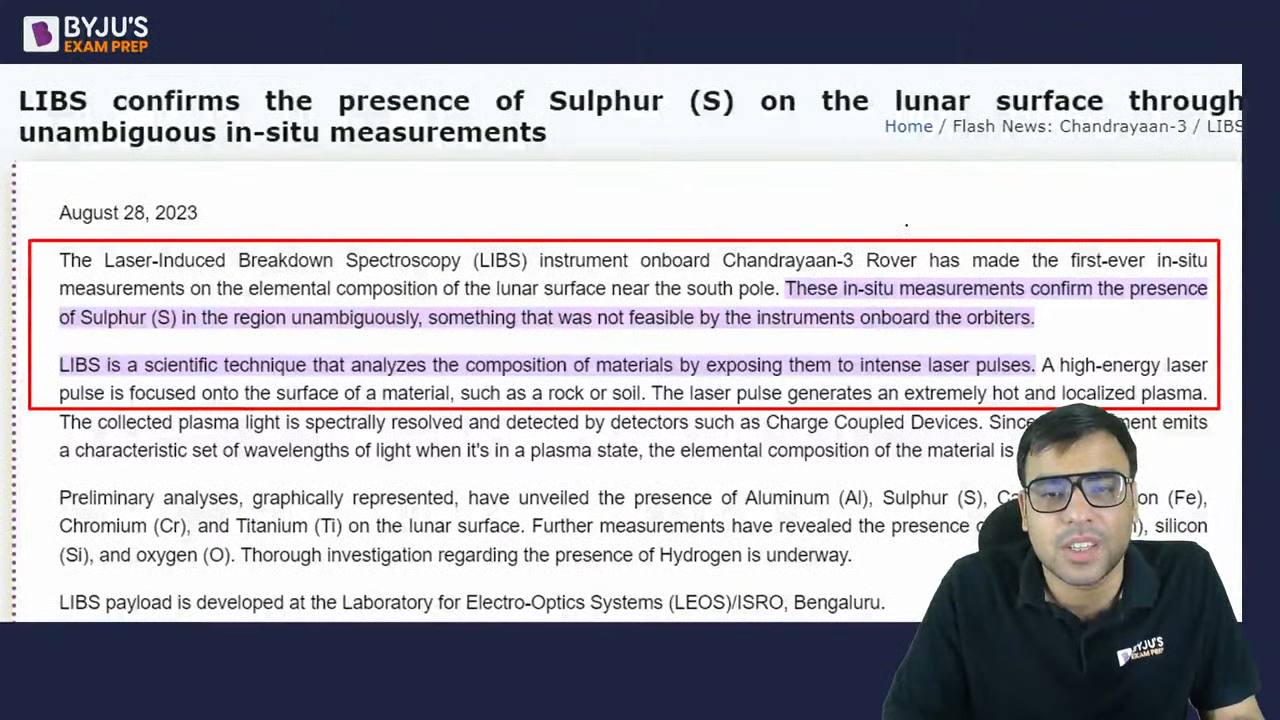 BYJU'S
EXAM PREP
LIBS confirms the presence of Sulphur (S) on the lunar surface through
unambiguous in-situ measurements
Home / Flash News: Chandrayaan-3 / LIBS
August 28, 2023
The Laser-Induced Breakdown Spectroscopy (LIBS) instrument onboard Chandrayaan-3 Rover has made the first-ever in-situ
measurements on the elemental composition of the lunar surface near the south pole. These in-situ measurements confirm the presence
of Sulphur (S) in the region unambiguously, something that was not feasible by the instruments onboard the orbiters.
LIBS is a scientific technique that analyzes the composition of materials by exposing them to intense laser pulses. A high-energy laser
pulse is focused onto the surface of a material, such as a rock or soil. The laser pulse generates an extremely hot and localized plasma.
The collected plasma light is spectrally resolved and detected by detectors such as Charge Coupled Devices. Since emits
a characteristic set of wavelengths of light when it's in a plasma state, the elemental composition of the material is
Preliminary analyses, graphically represented, have unveiled the presence of Aluminum (Al), Sulphur (S), (Fe),
Chromium (Cr), and Titanium (Ti) on the lunar surface. Further measurements have revealed the presence silicon
(Si), and oxygen (O). Thorough investigation regarding the presence of Hydrogen is underway.
LIBS payload is developed at the Laboratory for Electro-Optics Systems (LEOS)/ISRO, Bengaluru.
BYJU'S
EXAM PREP